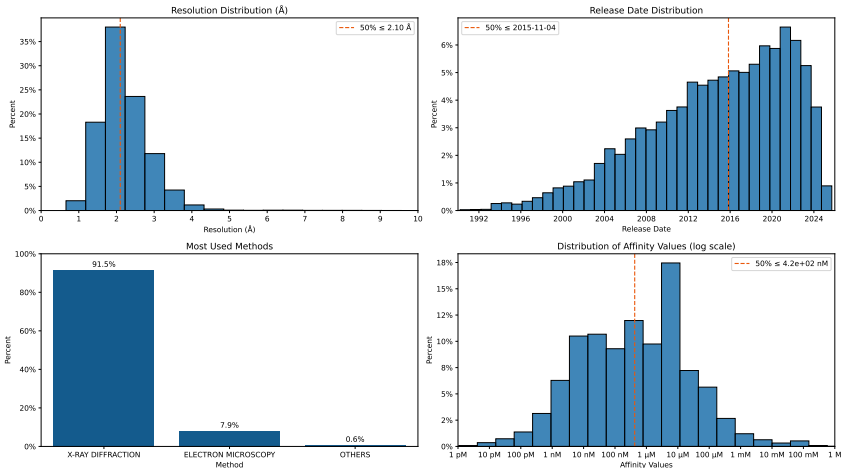 Resolution Distribution (Å)
Percent
35%
30%
25%
20%
15%
10%
5%
0%
50% ≤ 2.10 Å
0 1 2 3 4 5 6 7 8 9 10
Resolution (Å)
Release Date Distribution
Percent
6%
5%
4%
3%
2%
1%
0%
50% ≤ 2015-11-04
1992 1996 2000 2004 2008 2012 2016 2020 2024
Release Date
Most Used Methods
Percent
100%
80%
60%
40%
20%
0%
91.5%
7.9%
0.6%
X-RAY DIFFRACTION ELECTRON MICROSCOPY OTHERS
Method
Distribution of Affinity Values (log scale)
Percent
18%
15%
12%
10%
8%
5%
2%
0%
50% ≤ 4.2e+02 nM
1 pM 10 pM 100 pM 1 nM 10 nM 100 nM 1 µM 10 µM 100 µM 1 mM 10 mM 100 mM 1 M
Affinity Values